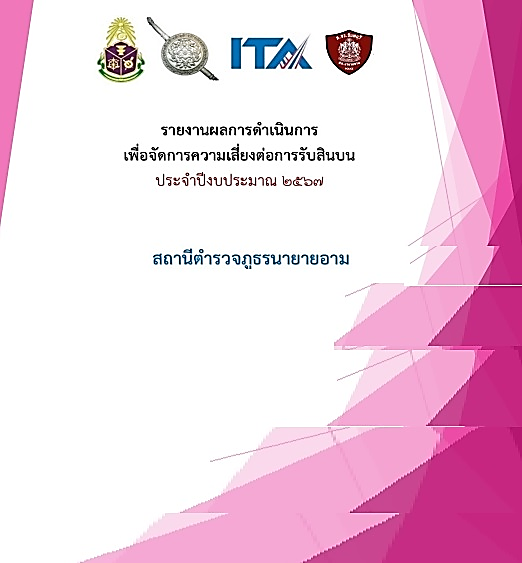 ITA
รายงานผลการดำเนินการ
เพื่อจัดการความเสี่ยงต่อการรับสินบน
ประจำปีงบประมาณ ๒๕๖๗
สถานีตำรวจภูธรนายายอาม